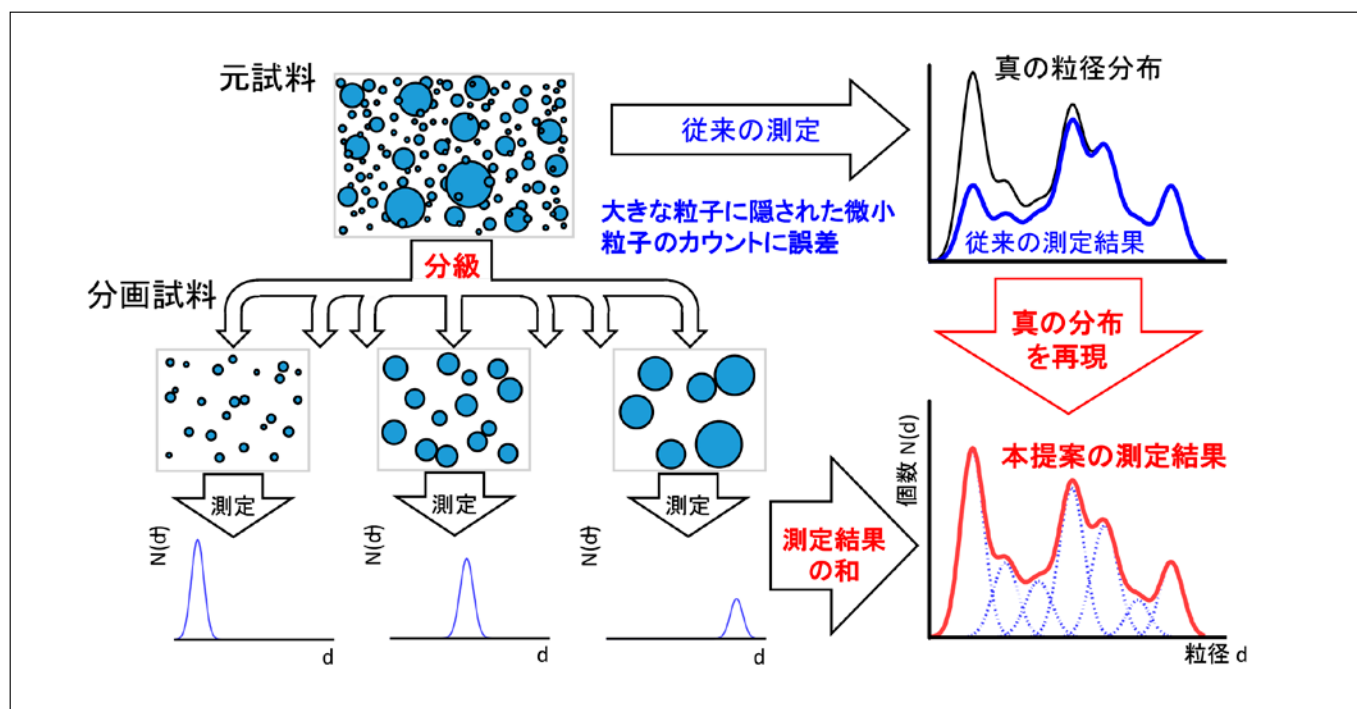 元試料
従来の測定
大きな粒子に隠された微小
粒子のカウントに誤差
真の粒径分布
従来の測定結果
分級
分画試料
真の分布
を再現
測定
測定
測定
N(d)
d
N(d)
d
N(d)
d
測定結果
の和
本提案の測定結果
個数 N(d)
粒径 d